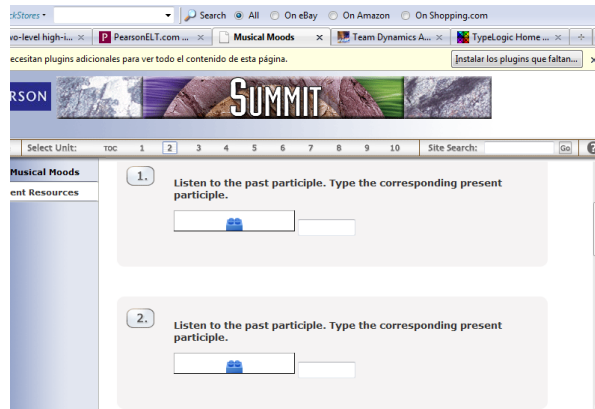 ckStores
Search All On eBay On Amazon On Shopping.com
vo-level high-i... PearsonELT.com ... Musical Moods Team Dynamics A... TypeLogic Home ...
ecesitan plugins adicionales para ver todo el contenido de esta página. Instalar los plugins que faltan...
RSON SUMMIT
Select Unit: TOC 1 2 3 4 5 6 7 8 9 10 Site Search: Go ?
Musical Moods
ent Resources
1.
Listen to the past participle. Type the corresponding present
participle.
2.
Listen to the past participle. Type the corresponding present
participle.